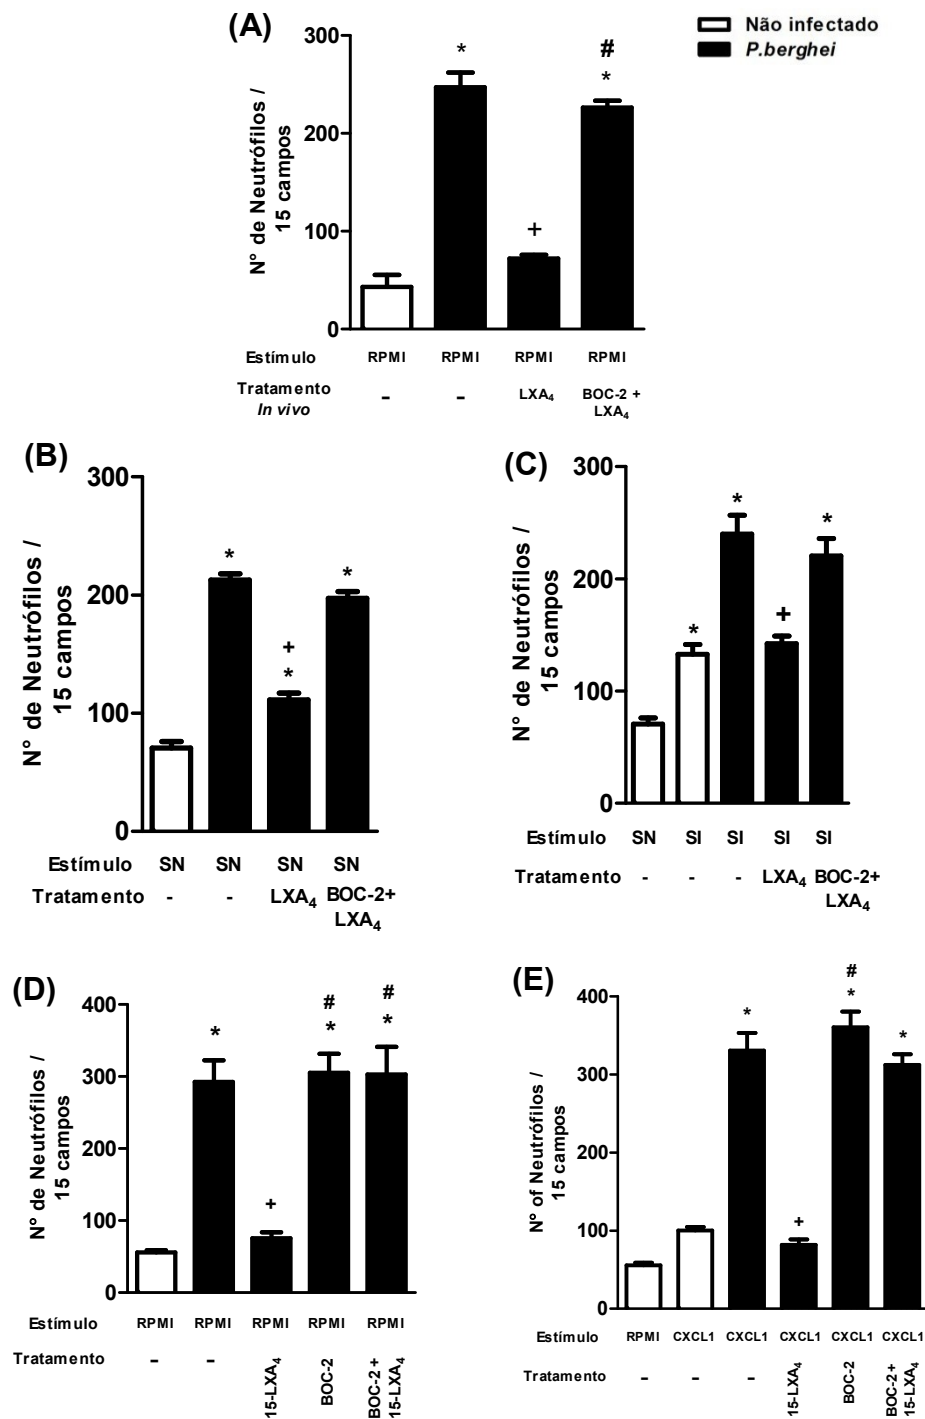 (A)
Não infectado
P.berghei
N° de Neutrófilos /
15 campos
300
200
100
0
*
+
#
*
Estímulo RPMI RPMI RPMI RPMI
Tratamento
In vivo
- - LXA₄ BOC-2 +
LXA₄
(B)
N° de Neutrófilos /
15 campos
300
200
100
0
*
+
*
*
Estímulo SN SN SN SN
Tratamento - - LXA₄ BOC-2+
LXA₄
(C)
N° de Neutrófilos /
15 campos
300
200
100
0
*
*
+
*
Estímulo SN SI SI SI SI
Tratamento - - - LXA₄ BOC-2+
LXA₄
(D)
N° de Neutrófilos /
15 campos
400
300
200
100
0
*
+
#
*
#
*
Estímulo RPMI RPMI RPMI RPMI RPMI
Tratamento - - 15-LXA₄ BOC-2 BOC-2 +
15-LXA₄
(E)
N° of Neutrófilos /
15 campos
400
300
200
100
0
*
+
#
*
*
Estímulo RPMI CXCL1 CXCL1 CXCL1 CXCL1 CXCL1
Tratamento - - - 15-LXA₄ BOC-2 BOC-2 +
15-LXA₄